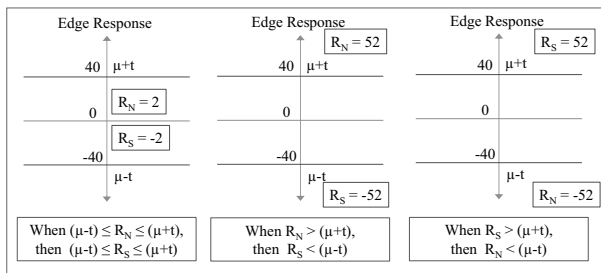 Edge Response
40
μ+t
R_N = 2
0
R_S = -2
-40
μ-t
When (μ-t) ≤ R_N ≤ (μ+t),
then (μ-t) ≤ R_S ≤ (μ+t)
Edge Response
R_N = 52
40
μ+t
0
-40
μ-t
R_S = -52
When R_N > (μ+t),
then R_S < (μ-t)
Edge Response
R_S = 52
40
μ+t
0
-40
μ-t
R_N = -52
When R_S > (μ+t),
then R_N < (μ-t)